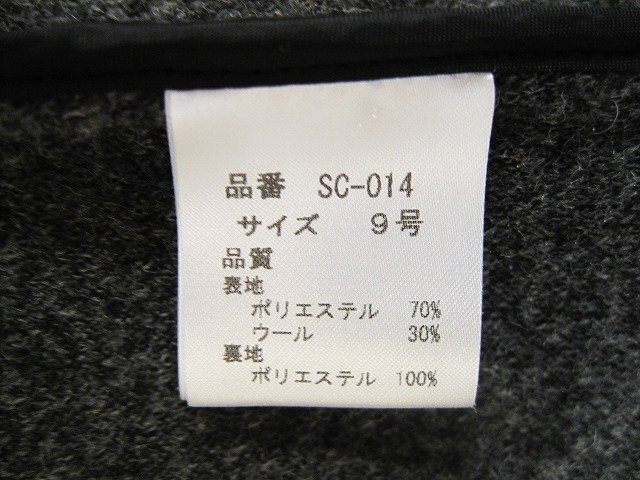 品番 SC-014
サイズ 9号
品質
表地
ポリエステル 70%
ウール 30%
裏地
ポリエステル 100%